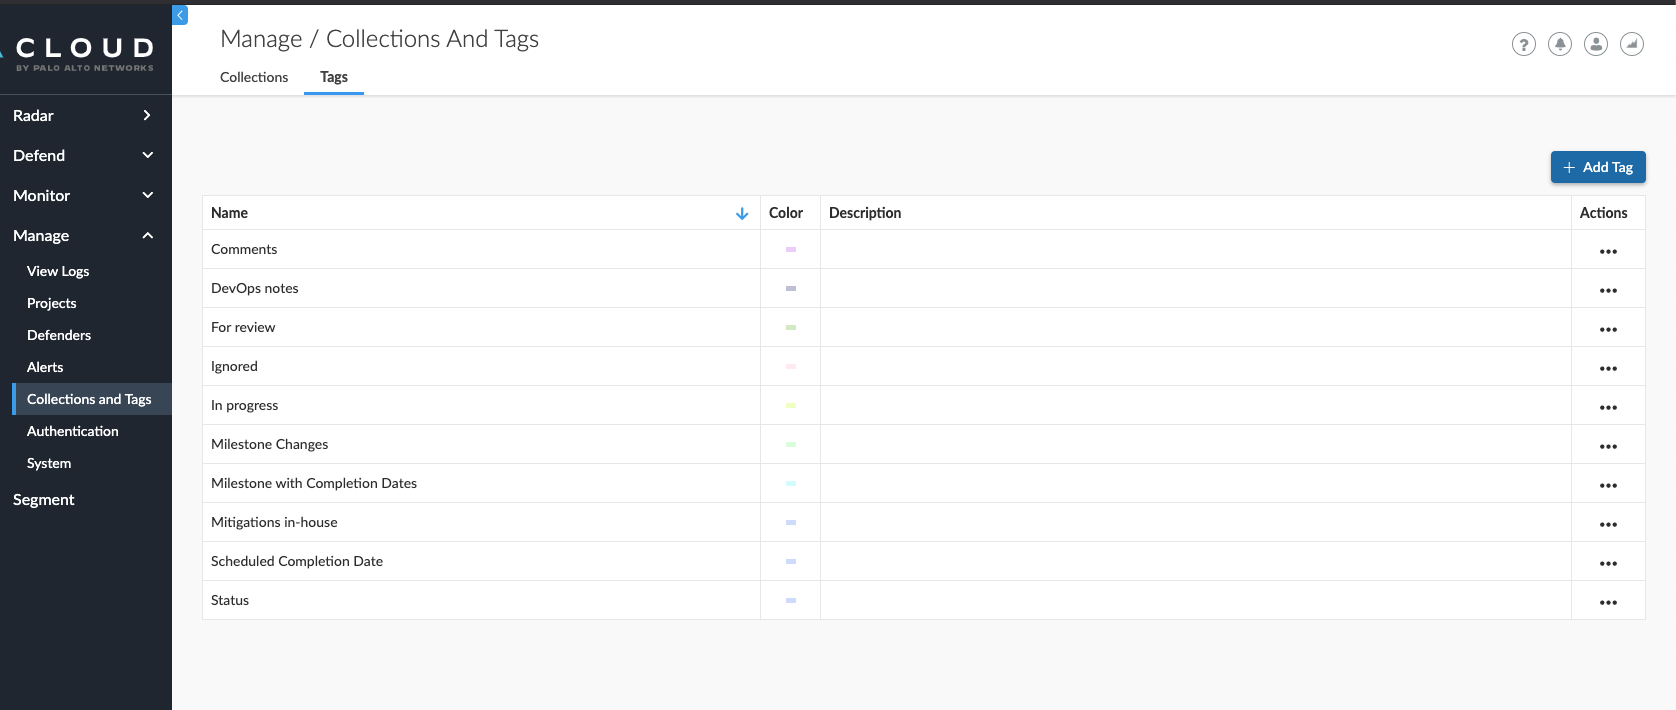 CLOUD
BY PALO ALTO NETWORKS
Radar
Defend
Monitor
Manage
View Logs
Projects
Defenders
Alerts
Collections and Tags
Authentication
System
Segment
Manage / Collections And Tags
Collections Tags
?
+ Add Tag
Name Color Description Actions
Comments
DevOps notes
For review
Ignored
In progress
Milestone Changes
Milestone with Completion Dates
Mitigations in-house
Scheduled Completion Date
Status